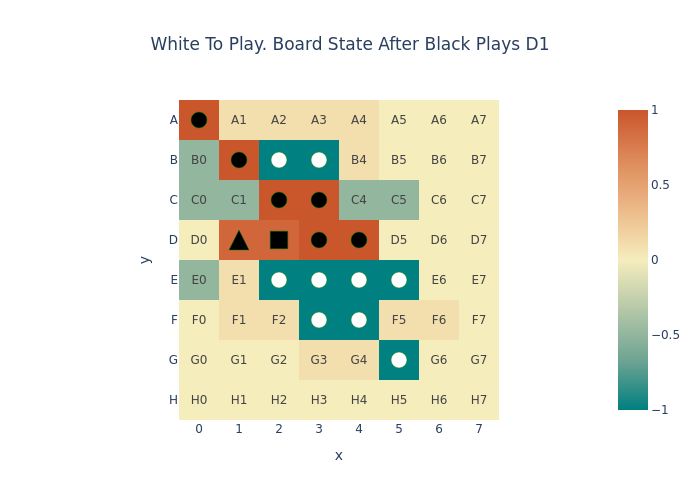 White To Play. Board State After Black Plays D1
A A1 A2 A3 A4 A5 A6 A7 1
B B0 B4 B5 B6 B7 0.5
C C0 C1 C4 C5 C6 C7
D D0 D5 D6 D7 0
y
E E0 E1 E6 E7
F F0 F1 F2 F5 F6 F7 −0.5
G G0 G1 G2 G3 G4 G6 G7
H H0 H1 H2 H3 H4 H5 H6 H7 −1
0 1 2 3 4 5 6 7
x